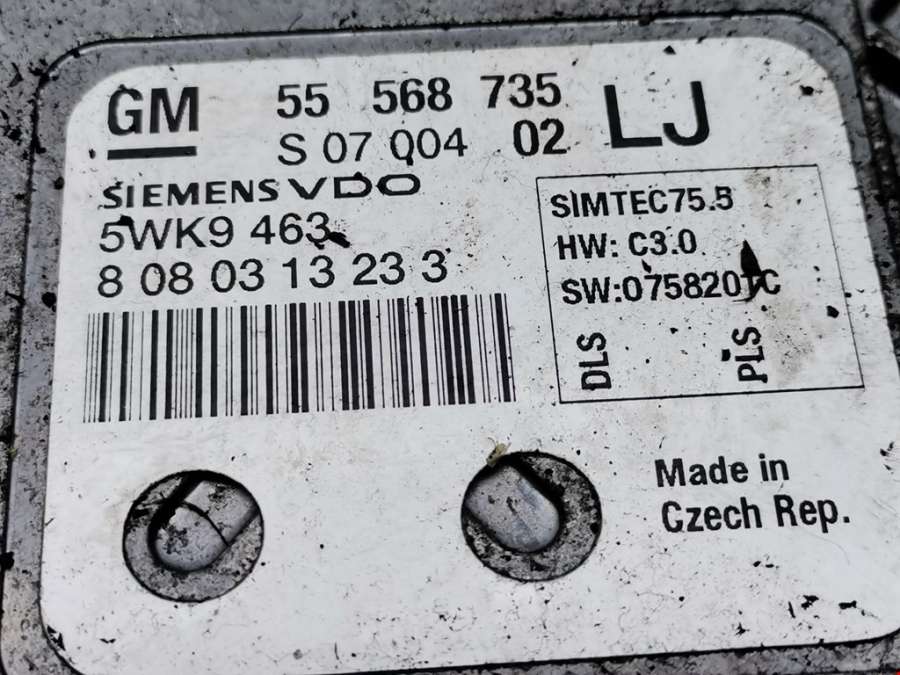 GM 55 568 735 LJ
S 07 004 02
SIEMENS VDO
5WK9 463
8 08 03 13 23 3
SIMTEC75.5
HW: C3.0
SW:0758201C
DLS PLS
Made in
Czech Rep.